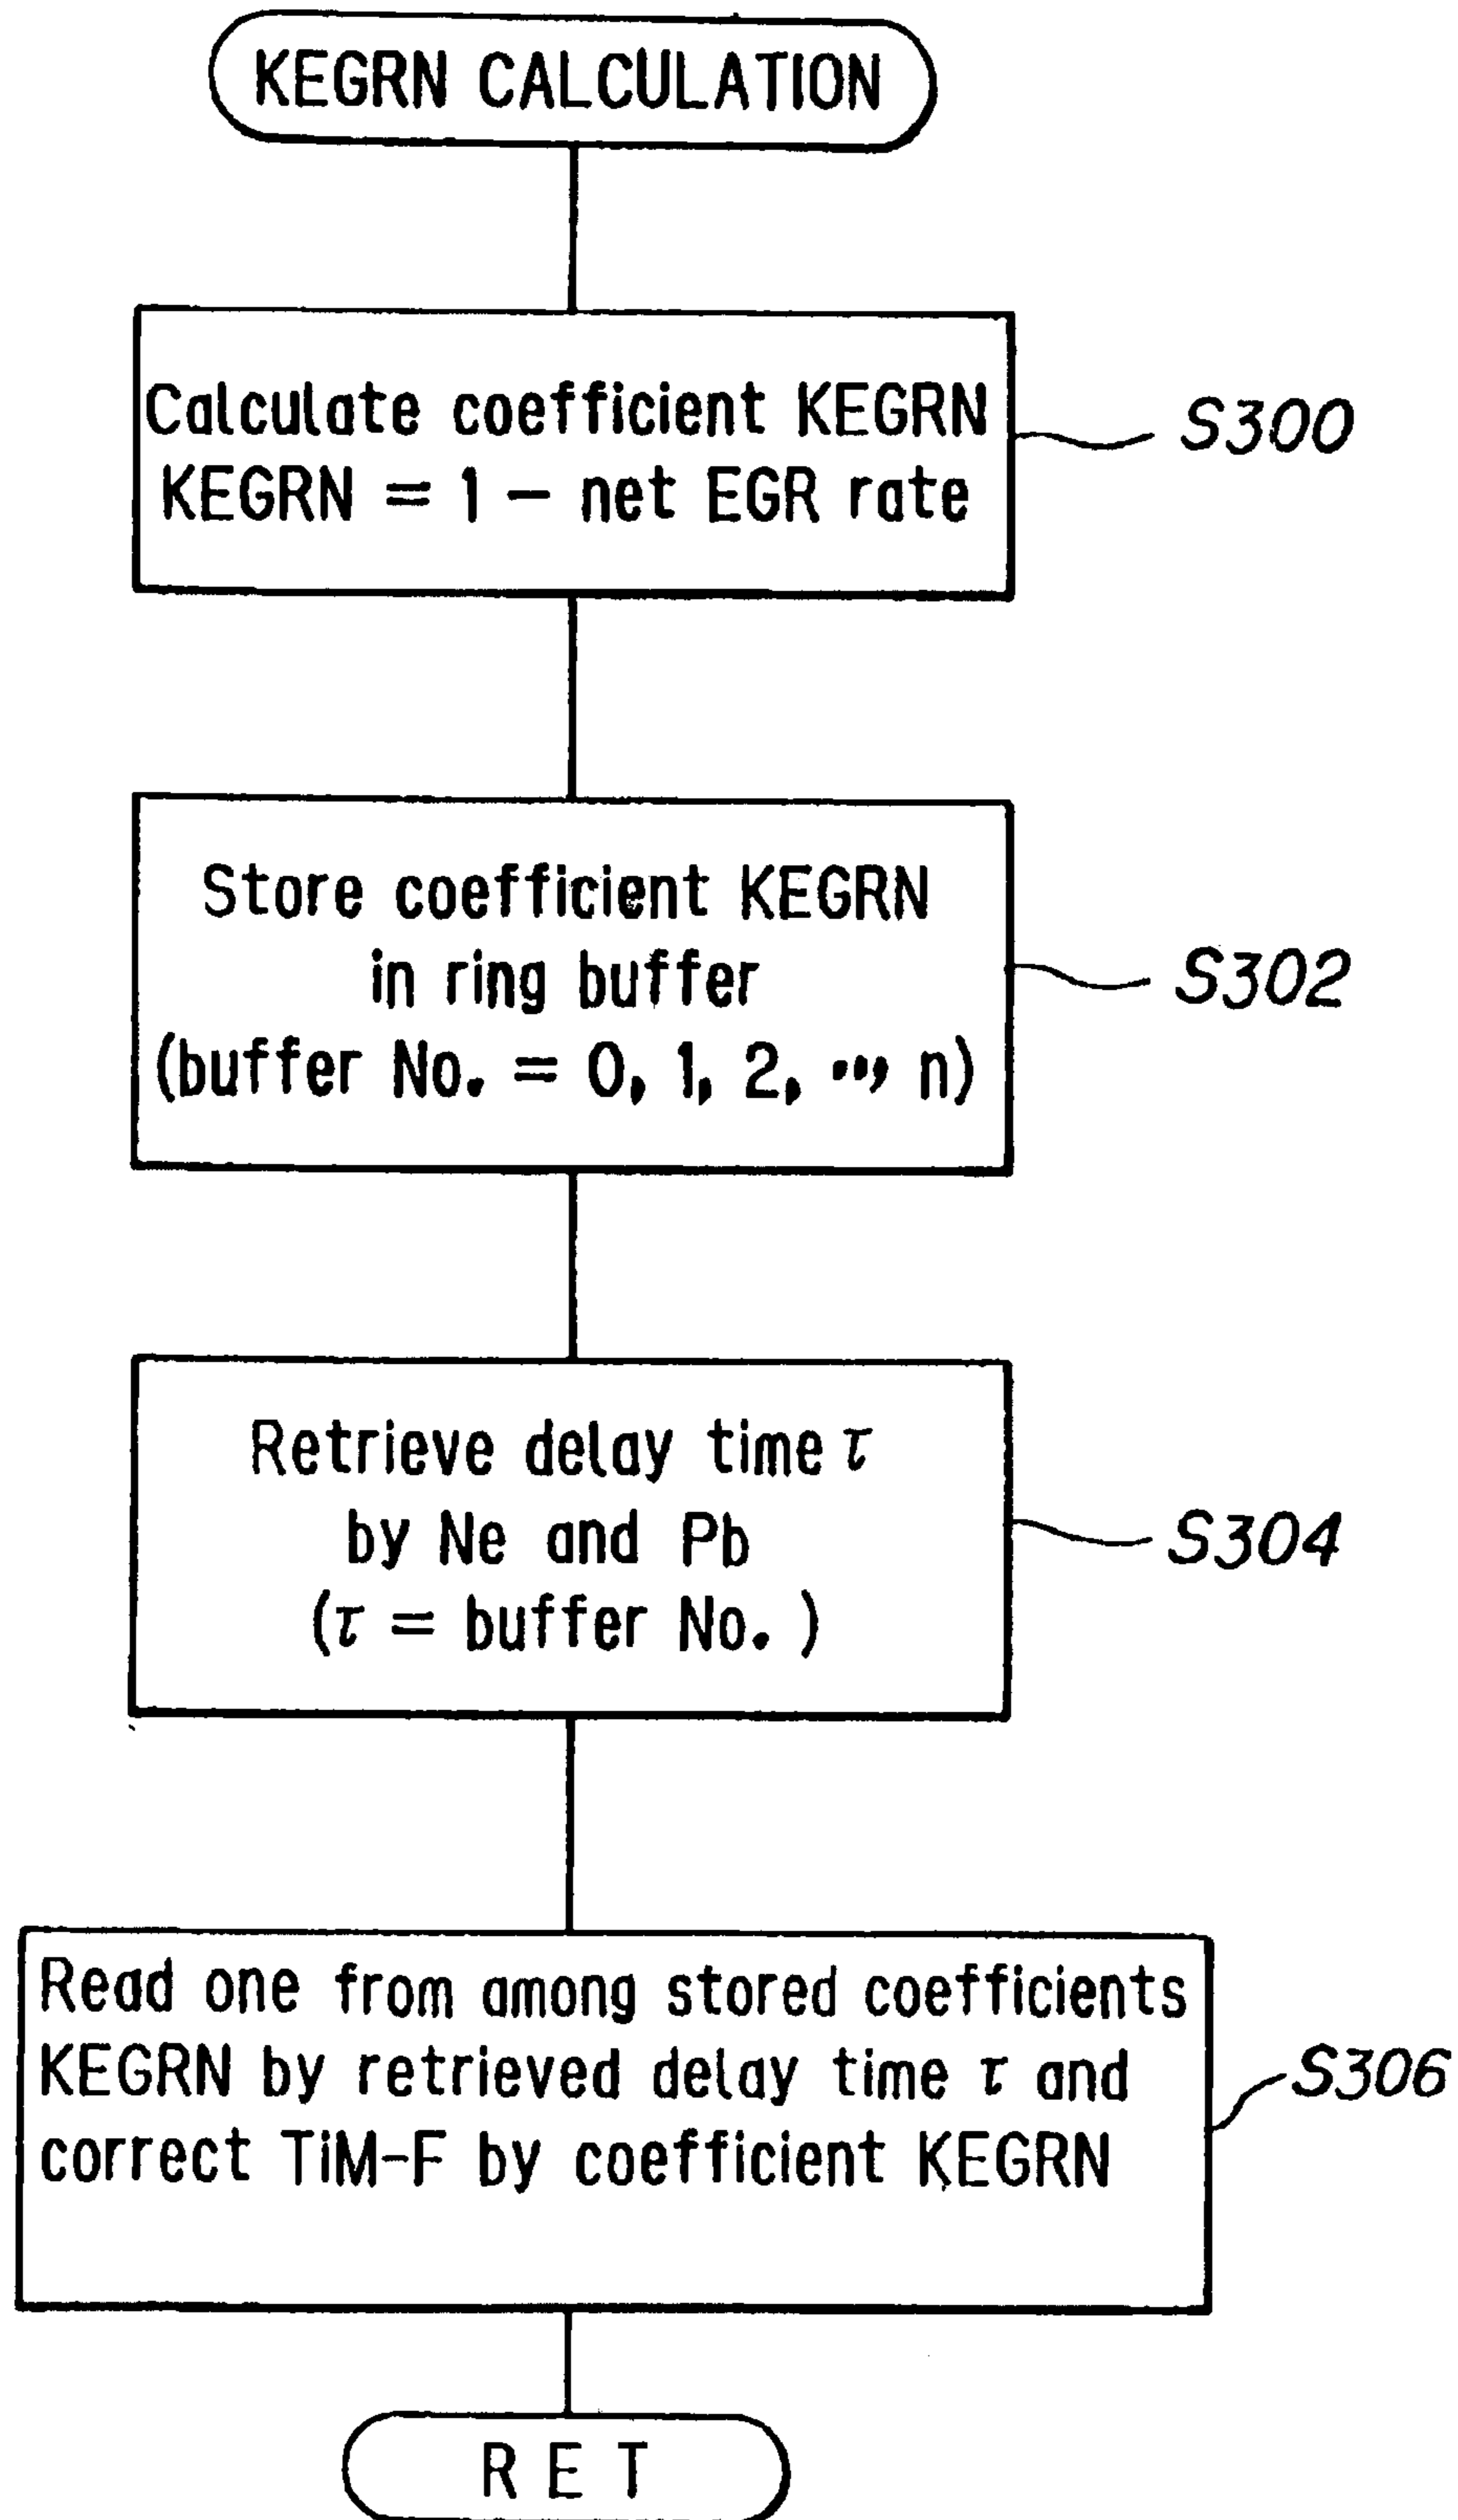 KEGRN CALCULATION
Calculate coefficient KEGRN
KEGRN = 1 – net EGR rate
S300
Store coefficient KEGRN
in ring buffer
(buffer No. = 0, 1, 2, ..., n)
S302
Retrieve delay time τ
by Ne and Pb
(τ = buffer No. )
S304
Read one from among stored coefficients
KEGRN by retrieved delay time τ and
correct TiM-F by coefficient KEGRN
S306
RET